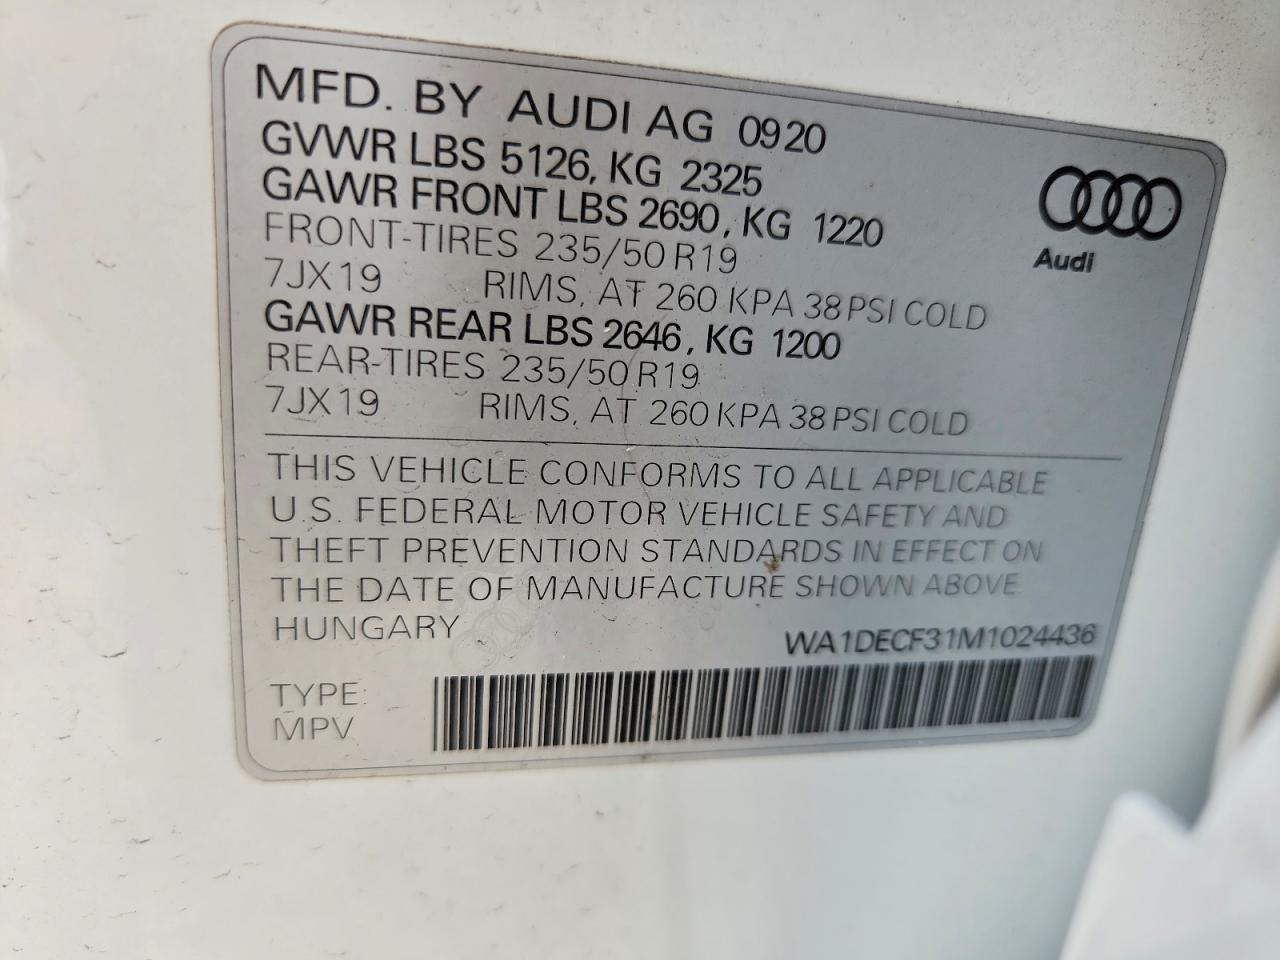 MFD. BY AUDI AG 0920
GVWR LBS 5126, KG 2325
GAWR FRONT LBS 2690, KG 1220
FRONT-TIRES 235/50 R19
7JX19 RIMS, AT 260 KPA 38 PSI COLD
GAWR REAR LBS 2646, KG 1200
REAR-TIRES 235/50 R19
7JX19 RIMS, AT 260 KPA 38 PSI COLD
Audi
THIS VEHICLE CONFORMS TO ALL APPLICABLE
U.S. FEDERAL MOTOR VEHICLE SAFETY AND
THEFT PREVENTION STANDARDS IN EFFECT ON
THE DATE OF MANUFACTURE SHOWN ABOVE.
HUNGARY WA1DECF31M1024436
TYPE:
MPV